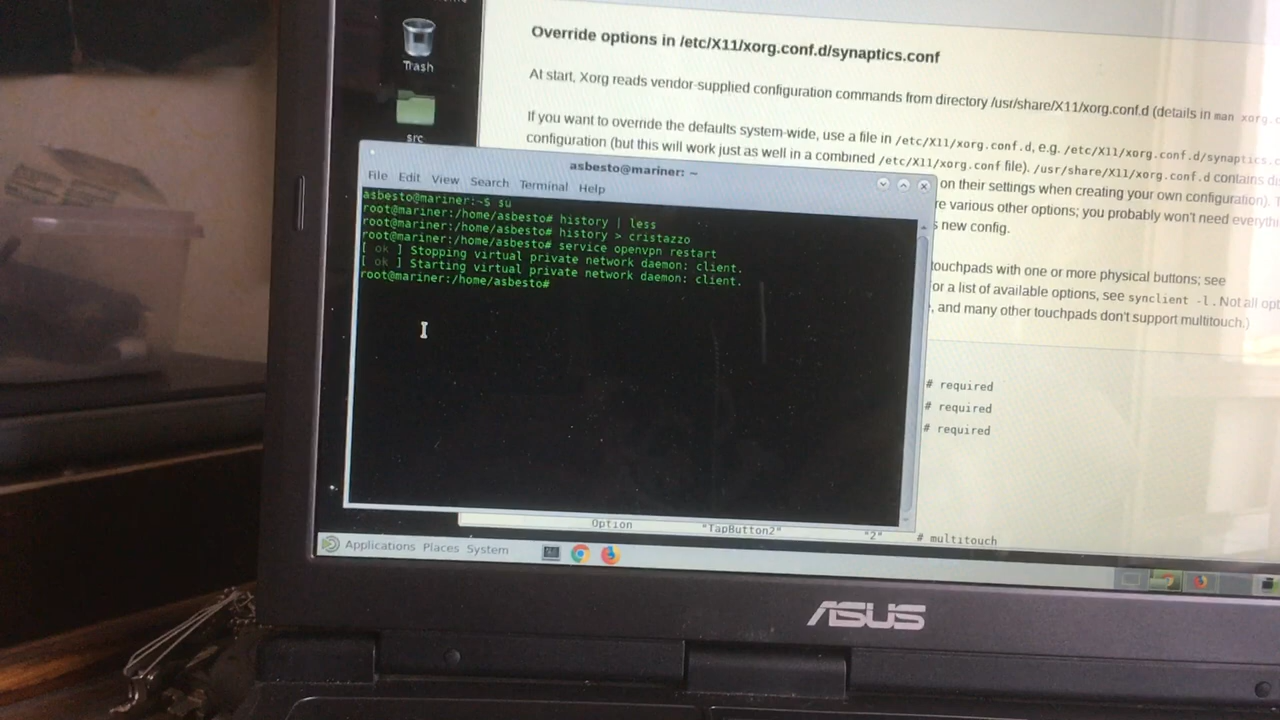 Override options in /etc/X11/xorg.conf.d/synaptics.conf
Trash
At start, Xorg reads vendor-supplied configuration commands from directory /usr/share/X11/xorg.conf.d (details in man xorg.c
If you want to override the defaults system-wide, use a file in /etc/X11/xorg.conf.d, e.g. /etc/X11/xorg.conf.d/synaptics.c
src
configuration (but this will work just as well in a combined /etc/X11/xorg.conf file). /usr/share/X11/xorg.conf.d contains
on their settings when creating your own configuration).
re various other options; you probably won't need everythi
s new config.
touchpads with one or more physical buttons; see
or a list of available options, see synclient -l. Not all opt
, and many other touchpads don't support multitouch.)
# required
# required
# required
asbesto@mariner: ~
File Edit View Search Terminal Help
asbesto@mariner:~$ su
root@mariner:/home/asbesto# history | less
root@mariner:/home/asbesto# history > cristazzo
root@mariner:/home/asbesto# service openvpn restart
[ ok ] Stopping virtual private network daemon: client.
[ ok ] Starting virtual private network daemon: client.
root@mariner:/home/asbesto#
Option "TapButton2" "2" # multitouch
Applications Places System
ASUS